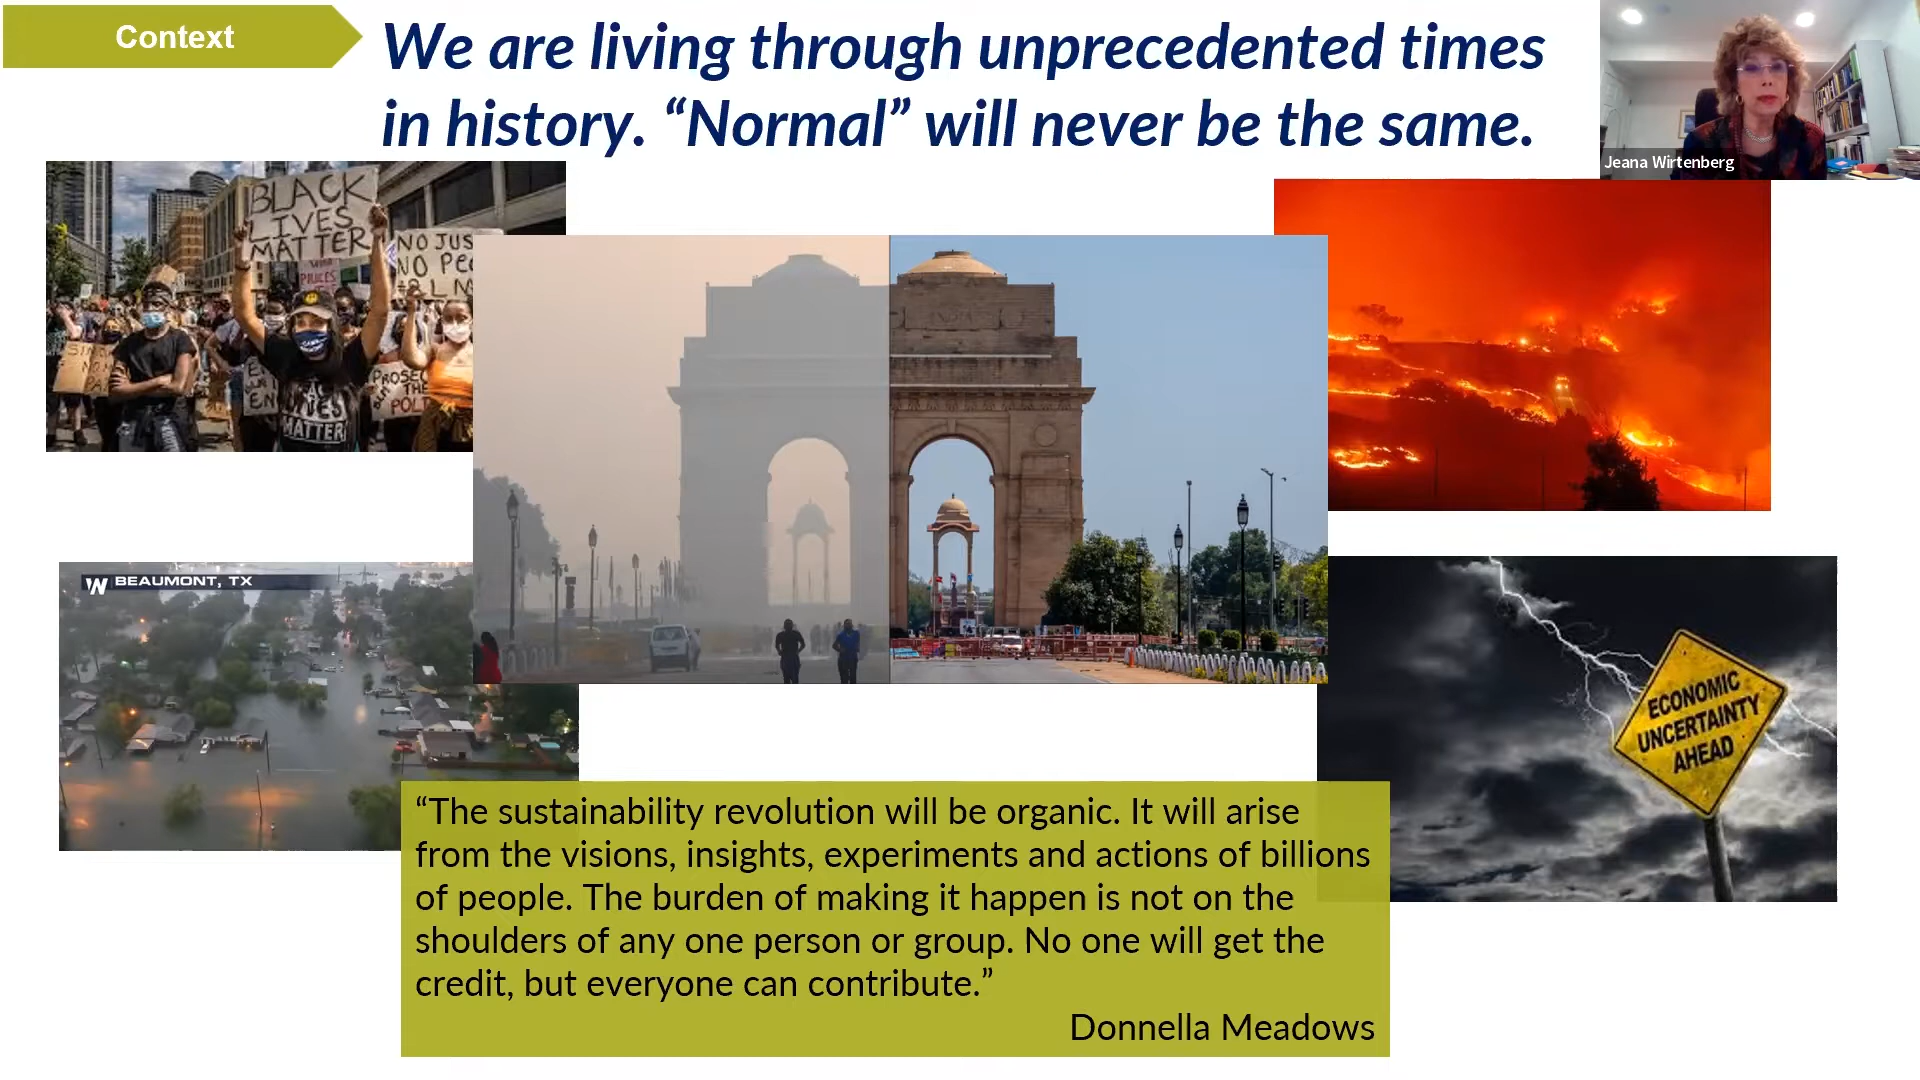 Context
We are living through unprecedented times
in history. “Normal” will never be the same.
Jeana Wirtenberg
BLACK
LIVES
MATTER
NO JUS
NO
MATTER
THE
BEAUMONT, TX
INDIA
ECONOMIC
UNCERTAINTY
AHEAD
“The sustainability revolution will be organic. It will arise
from the visions, insights, experiments and actions of billions
of people. The burden of making it happen is not on the
shoulders of any one person or group. No one will get the
credit, but everyone can contribute.”
Donnella Meadows